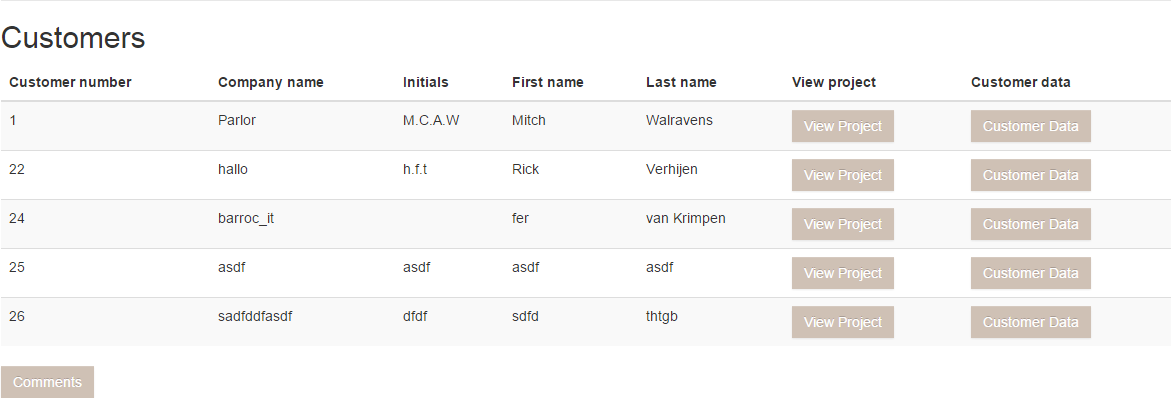 Customers
Customer number Company name Initials First name Last name View project Customer data
1 Parlor M.C.A.W Mitch Walravens View Project Customer Data
22 hallo h.f.t Rick Verhijen View Project Customer Data
24 barroc_it fer van Krimpen View Project Customer Data
25 asdf asdf asdf asdf View Project Customer Data
26 sadfddfasdf dfdf sdfd thtgb View Project Customer Data
Comments